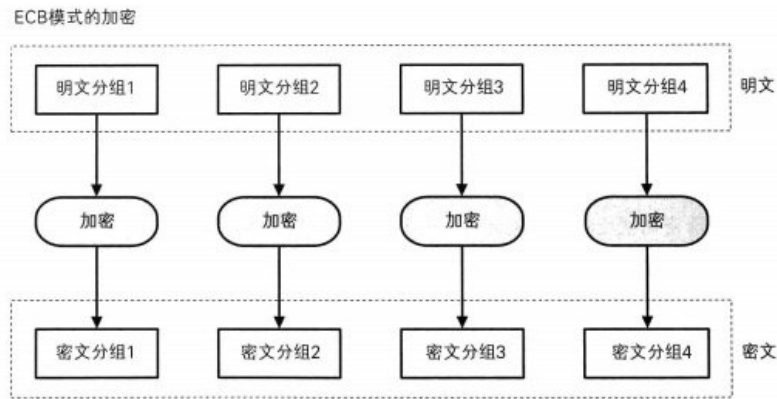 ECB模式的加密
明文分组1 明文分组2 明文分组3 明文分组4 明文
加密 加密 加密 加密
密文分组1 密文分组2 密文分组3 密文分组4 密文